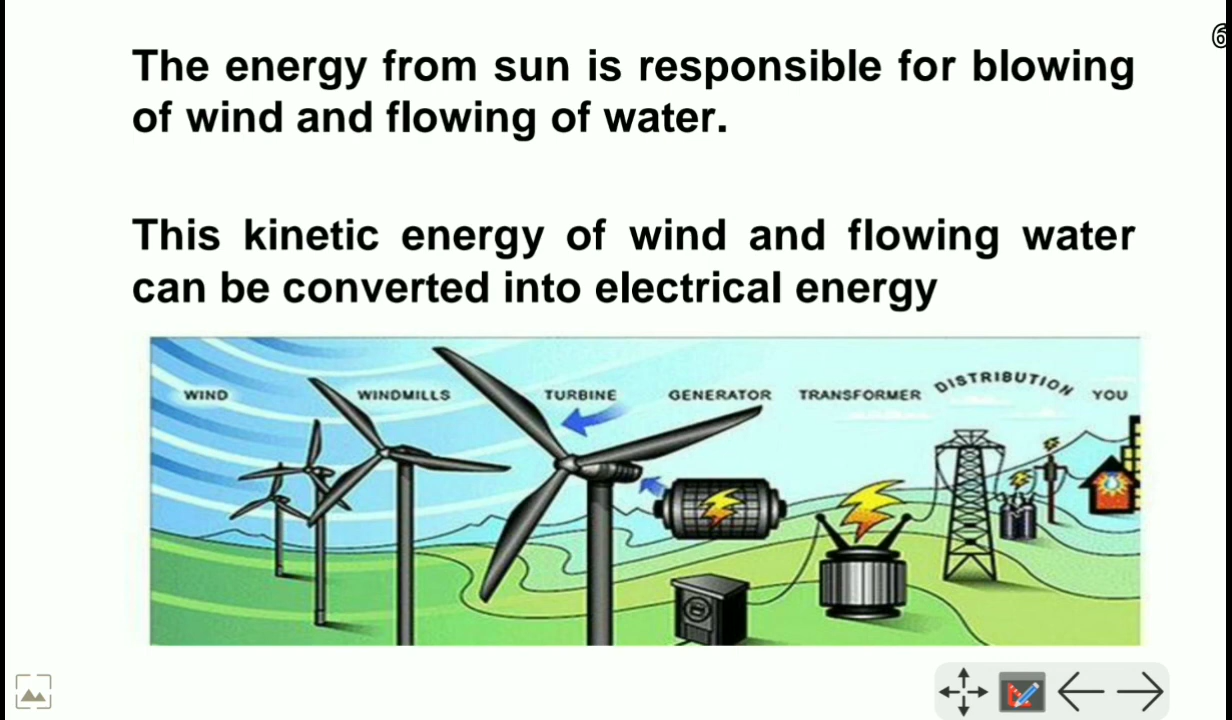 The energy from sun is responsible for blowing
of wind and flowing of water.
This kinetic energy of wind and flowing water
can be converted into electrical energy
WIND WINDMILLS TURBINE GENERATOR TRANSFORMER DISTRIBUTION YOU